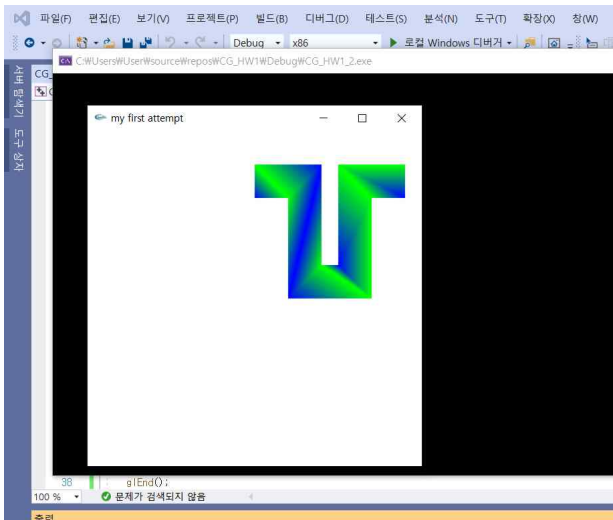 파일(F) 편집(E) 보기(V) 프로젝트(P) 빌드(B) 디버그(D) 테스트(S) 분석(N) 도구(T) 확장(X) 창(W)
Debug x86 로컬 Windows 디버거
서버 탐색기
도구 상자
CG_
C:₩Users₩User₩source₩repos₩CG_HW1₩Debug₩CG_HW1_2.exe
my first attempt
38 glEnd();
100 % 문제가 검색되지 않음
출력